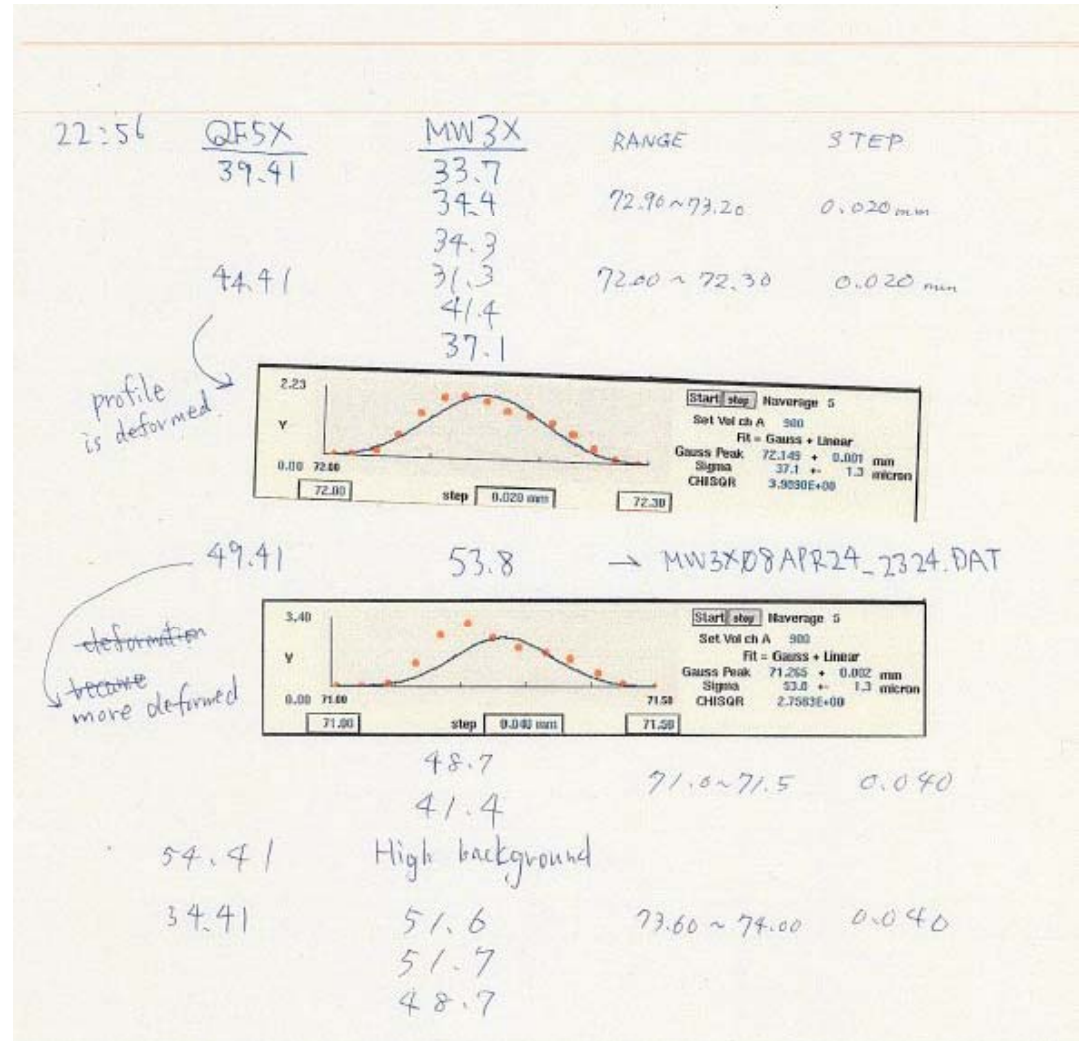 22:56 QF5X MW3X RANGE STEP
39.41 33.7
34.4 72.90~73.20 0.020 mm
34.3
44.41 31.3 72.00 ~ 72.30 0.020 mm
41.4
37.1
profile
is deformed.
2.23
Y
0.00 72.00
72.00 step 0.020 mm 72.30
Start stop Naverage 5
Set Vol ch A 900
Fit = Gauss + Linear
Gauss Peak 72.149 + 0.001 mm
Sigma 37.1 +- 1.3 micron
CHISQR 3.9090E+00
49.41 53.8 → MW3X08APR24_2324.DAT
deformation
became
more deformed
3.40
Y
0.00 71.00 71.50
71.00 step 0.040 mm 71.50
Start stop Naverage 5
Set Vol ch A 900
Fit = Gauss + Linear
Gauss Peak 71.265 + 0.002 mm
Sigma 53.8 +- 1.3 micron
CHISQR 2.7583E+00
48.7
41.4 71.0~71.5 0.040
54.41 High background
34.41 51.6 73.60 ~ 74.00 0.040
51.7
48.7